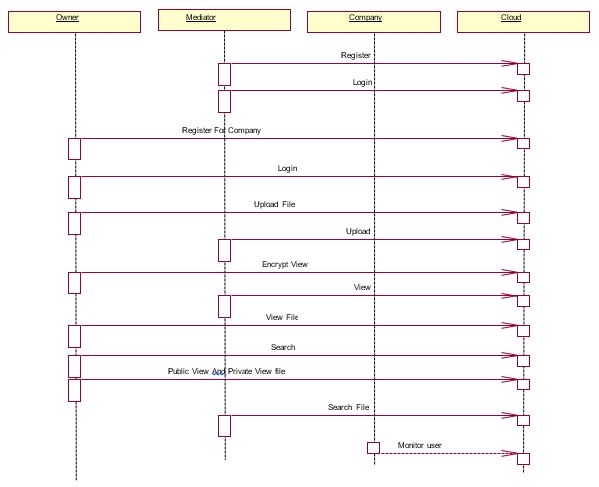 Owner
Mediator
Company
Cloud
Register
Login
Register For Company
Login
Upload File
Upload
Encrypt View
View
View File
Search
Public View And Private View file
Search File
Monitor user